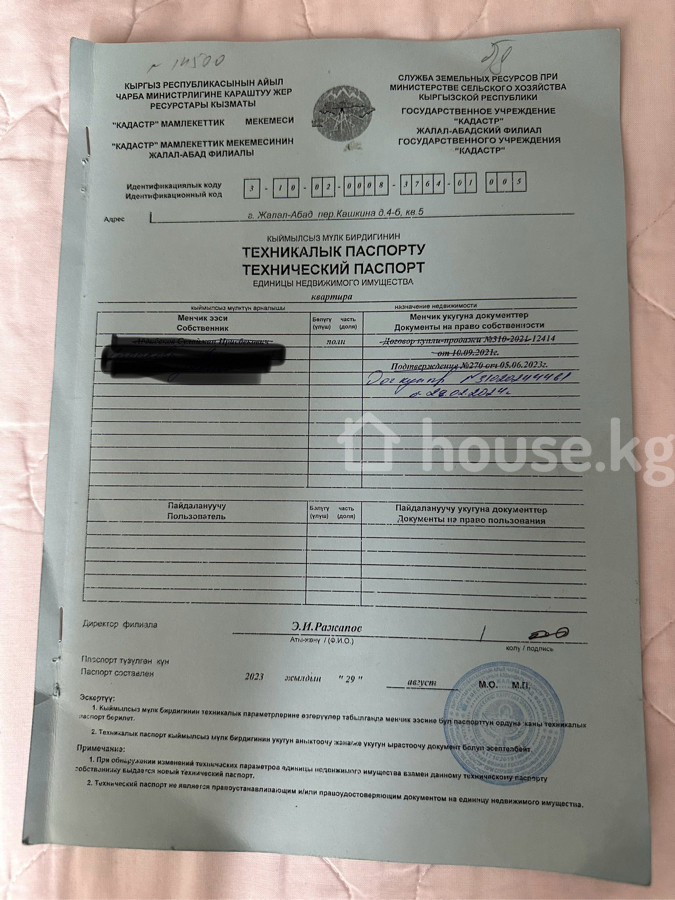 № 14500
КЫРГЫЗ РЕСПУБЛИКАСЫНЫН АЙЫЛ
ЧАРБА МИНИСТРЛИГИНЕ КАРАШТУУ ЖЕР
РЕСУРСТАРЫ КЫЗМАТЫ
"КАДАСТР" МАМЛЕКЕТТИК МЕКЕМЕСИ
"КАДАСТР" МАМЛЕКЕТТИК МЕКЕМЕСИНИН
ЖАЛАЛ-АБАД ФИЛИАЛЫ
СЛУЖБА ЗЕМЕЛЬНЫХ РЕСУРСОВ ПРИ
МИНИСТЕРСТВЕ СЕЛЬСКОГО ХОЗЯЙСТВА
КЫРГЫЗСКОЙ РЕСПУБЛИКИ
ГОСУДАРСТВЕННОЕ УЧРЕЖДЕНИЕ
"КАДАСТР"
ЖАЛАЛ-АБАДСКИЙ ФИЛИАЛ
ГОСУДАРСТВЕННОГО УЧРЕЖДЕНИЯ
"КАДАСТР"
Идентификациялык коду
Идентификационный код
3-10-02-0008-3764-01 005
Адрес г. Жалал-Абад пер.Кашкина д.4-б, кв.5
КЫЙМЫЛСЫЗ МҮЛК БИРДИГИНИН
ТЕХНИКАЛЫК ПАСПОРТУ
ТЕХНИЧЕСКИЙ ПАСПОРТ
ЕДИНИЦЫ НЕДВИЖИМОГО ИМУЩЕСТВА
квартира
кыймылсыз мүлктүн арналышы назначение недвижимости
Менчик ээси
Собственник
Бөлүгү часть
(үлүш) (доля)
Менчик укугуна документтер
Документы на право собственности
полн
Договор купли-продажи №310-2021-12414
от 10.09.2021г.
Подтверждение №270 от 05.06.2023г.
Пайдалануучу
Пользователь
Бөлүгү часть
(үлүш) (доля)
Пайдалануучу укугуна документтер
Документы на право пользования
Директор филиала Э.И.Ражапов
Аты-жөнү / (Ф.И.О.) колу / подпись
Паспорт түзүлгөн күн
Паспорт составлен 2023 жылдын "29" август М.О. М.П.
Эскертүү:
1. Кыймылсыз мүлк бирдигинин техникалык параметрлерине өзгөрүүлөр табылганда менчик ээсине бул паспорттун ордуна жаңы техникалык
паспорт берилет.
2. Техникалык паспорт кыймылсыз мүлк бирдигинин укугун аныктоочу жана/же укугун ырастоочу документ болуп эсептелбейт.
Примечание:
1. При обнаружении изменений технических параметров единицы недвижимого имущества взамен данному техническому паспорту
собственнику выдается новый технический паспорт.
2. Технический паспорт не является правоустанавливающим и/или правоудостоверяющим документом на единицу недвижимого имущества.
house.kg